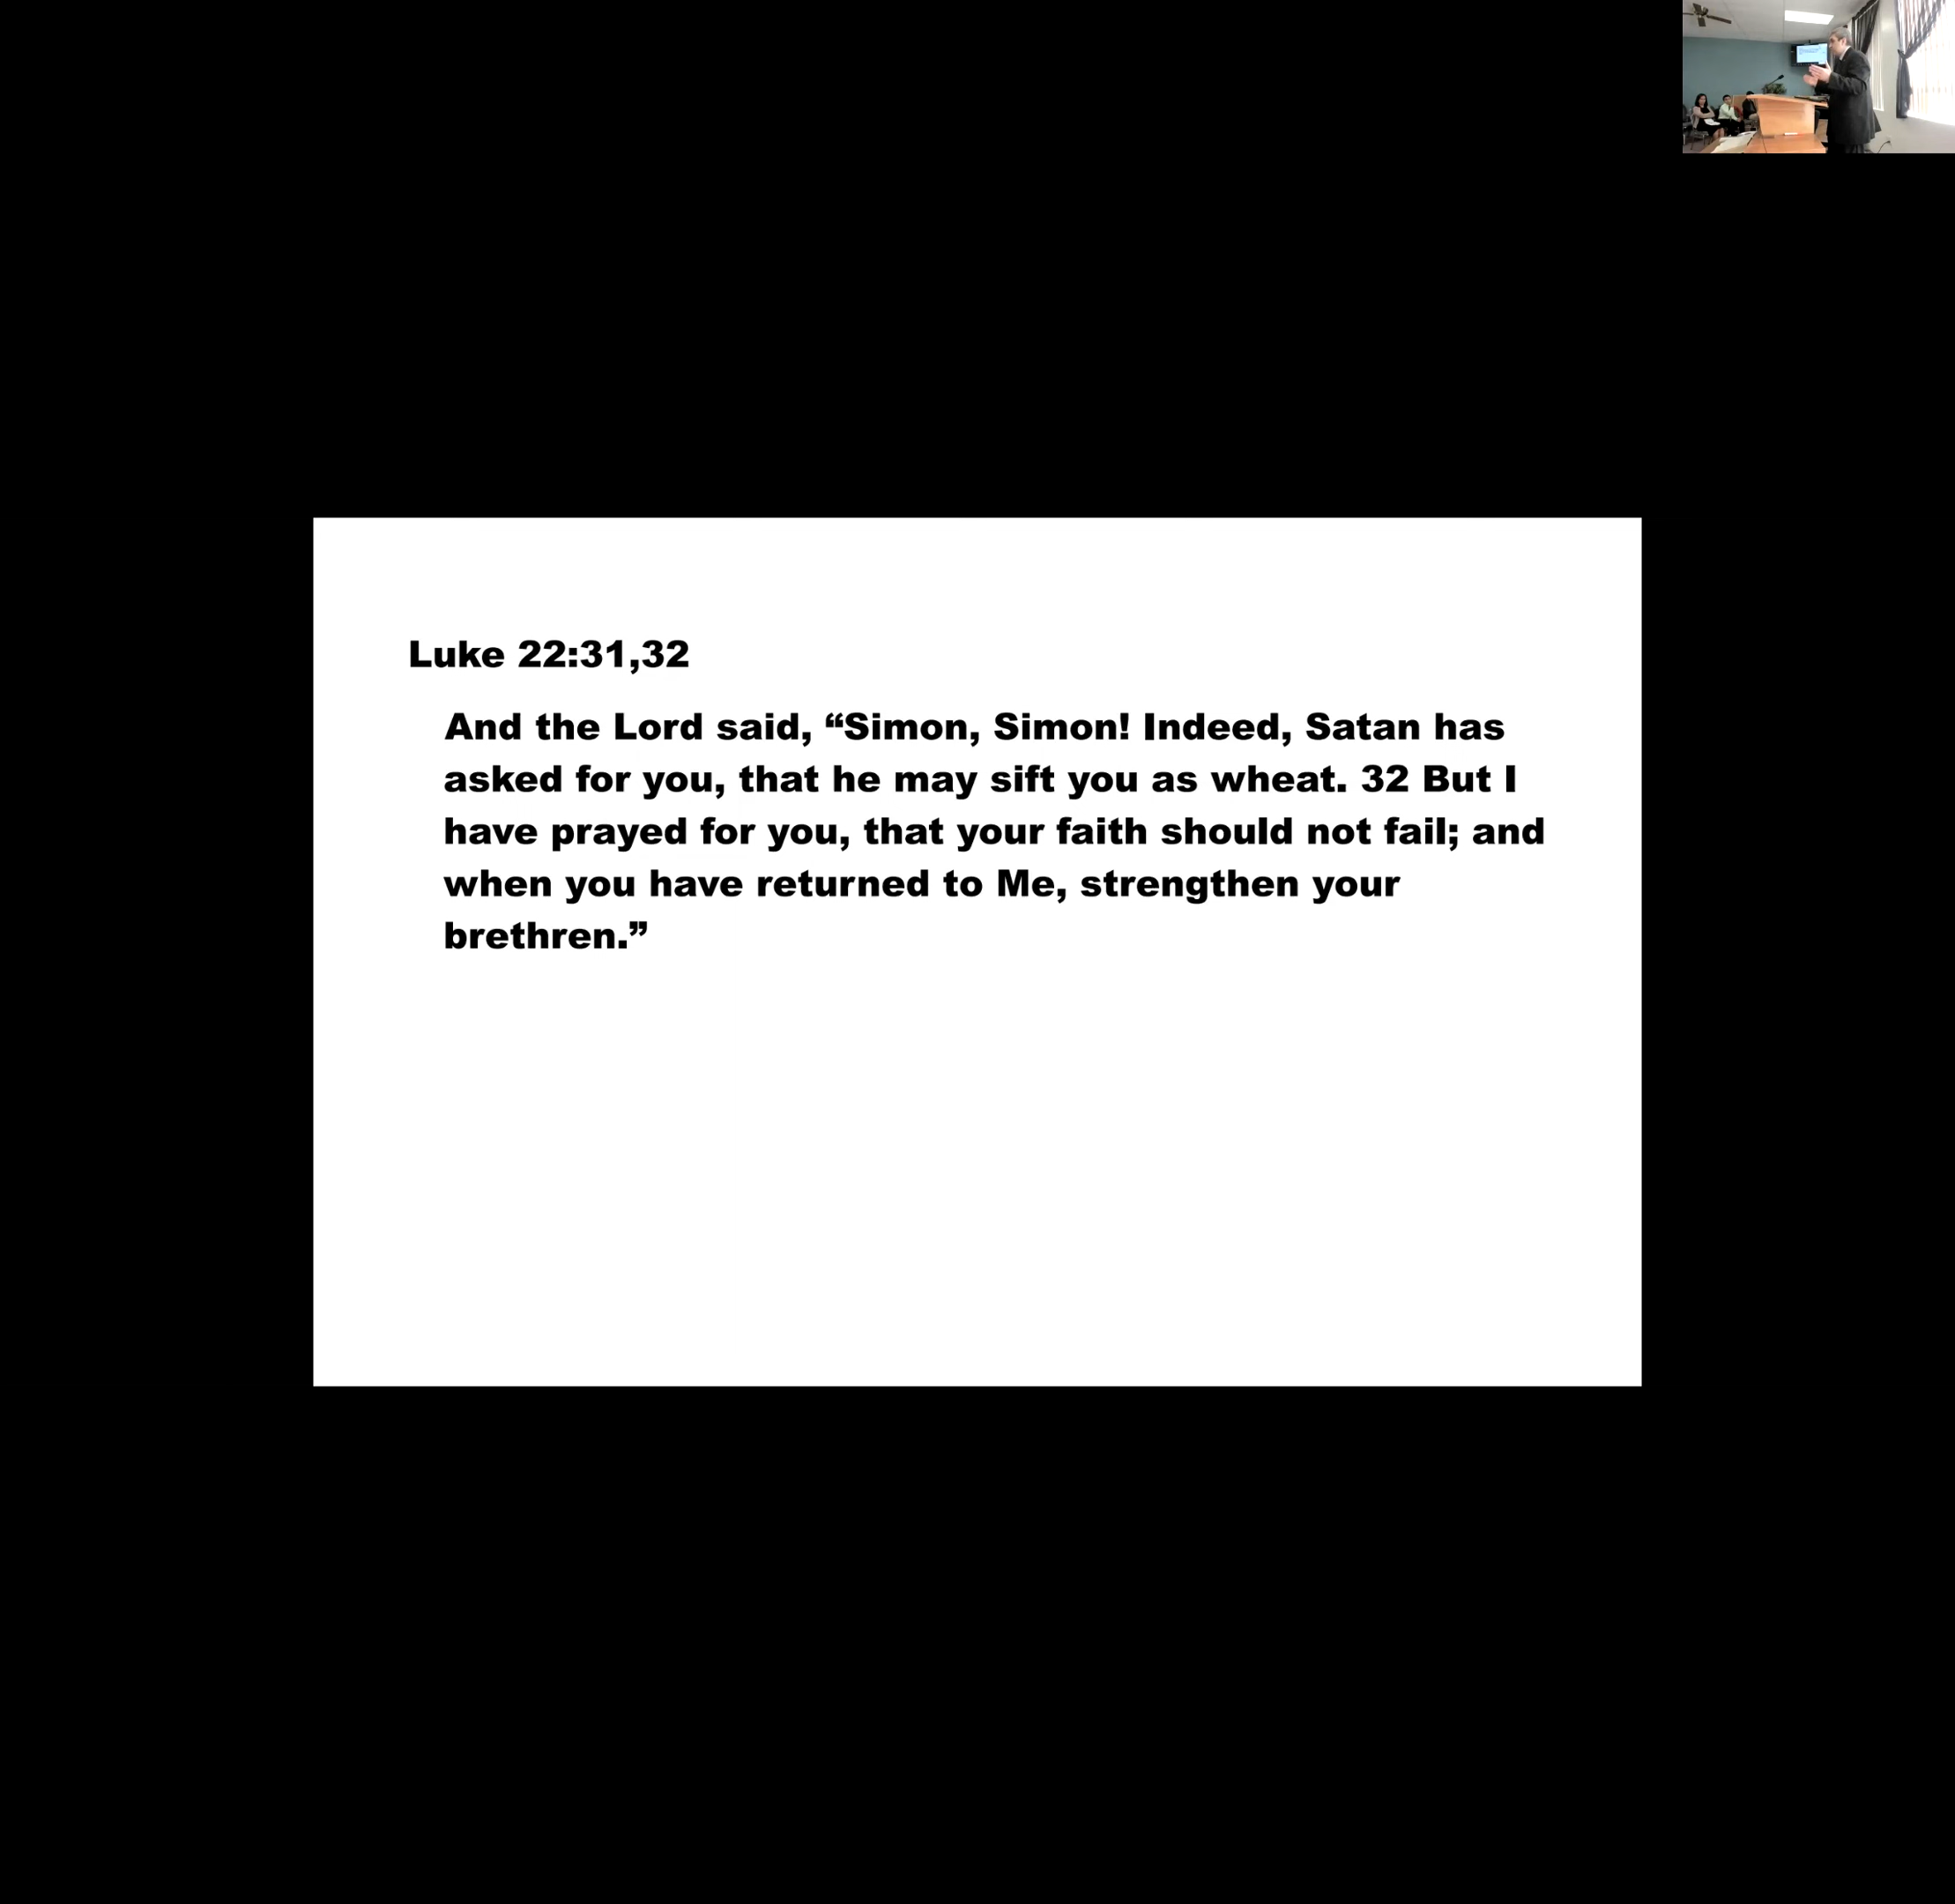 Luke 22:31,32
And the Lord said, “Simon, Simon! Indeed, Satan has
asked for you, that he may sift you as wheat. 32 But I
have prayed for you, that your faith should not fail; and
when you have returned to Me, strengthen your
brethren.”